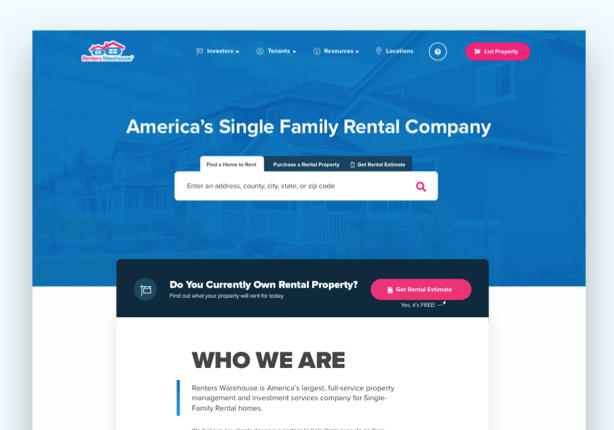 Renters Warehouse
Investors
Tenants
Resources
Locations
List Property
America's Single Family Rental Company
Find a Home to Rent
Purchase a Rental Property
Get Rental Estimate
Enter an address, county, city, state, or zip code
Do You Currently Own Rental Property?
Find out what your property will rent for today
Get Rental Estimate
Yes, it's FREE!
WHO WE ARE
Renters Warehouse is America's largest, full-service property
management and investment services company for Single-
Family Rental homes.